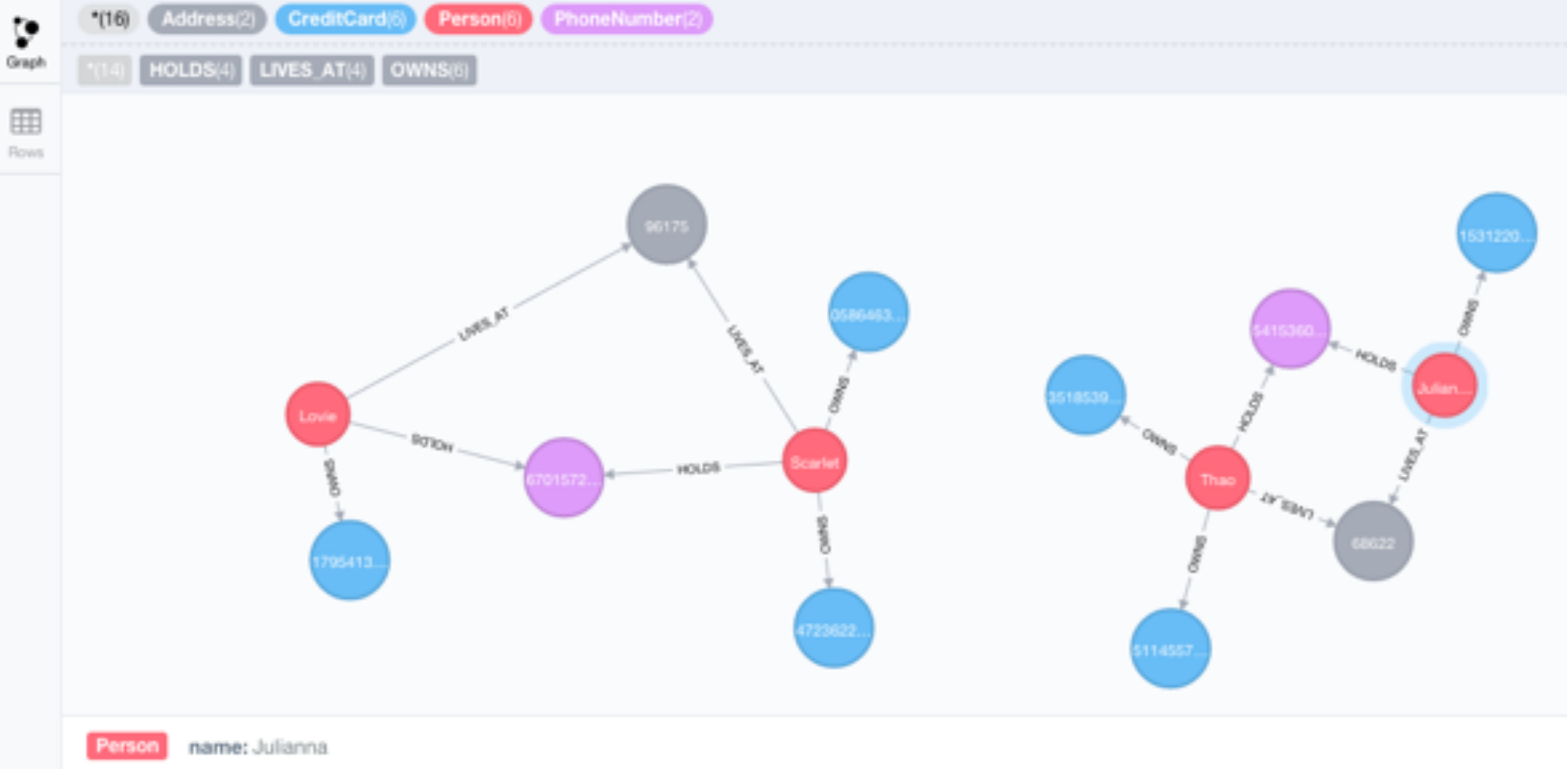 *(16) Address(2) CreditCard(6) Person(6) PhoneNumber(2)
Graph
*(14) HOLDS(4) LIVES_AT(4) OWNS(6)
Rows
96175
1531220...
0586463...
LIVES_AT
LIVES_AT
OWNS
5415360...
HOLDS
OWNS
3518539...
Julian...
Lovie
HOLDS
HOLDS
OWNS
LIVES_AT
OWNS
6701572...
HOLDS
Scarlet
Thao
LIVES_AT
OWNS
OWNS
OWNS
68622
1795413...
4723622...
5114557...
Person name: Julianna